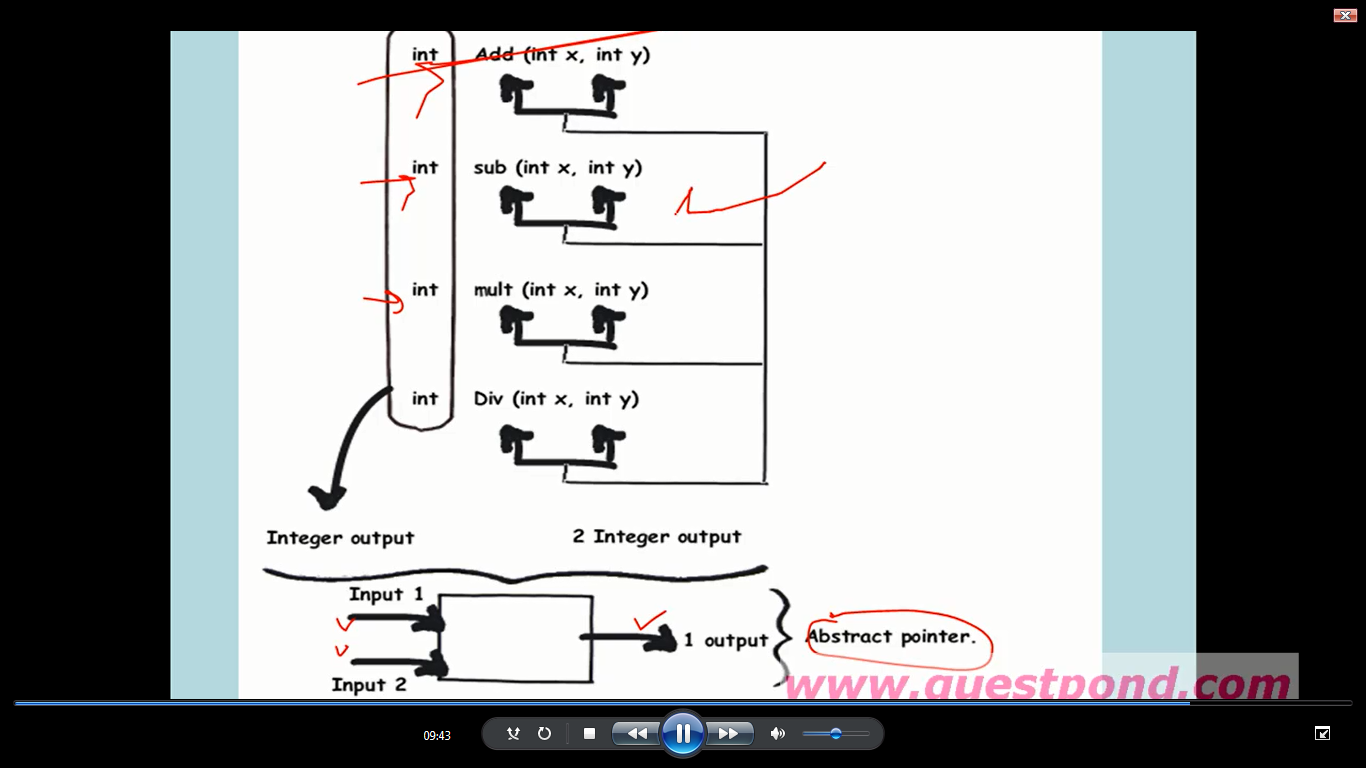 int Add (int x, int y)
int sub (int x, int y)
int mult (int x, int y)
int Div (int x, int y)
Integer output 2 Integer output
Input 1
1 output Abstract pointer.
Input 2
www.questpond.com
09:43